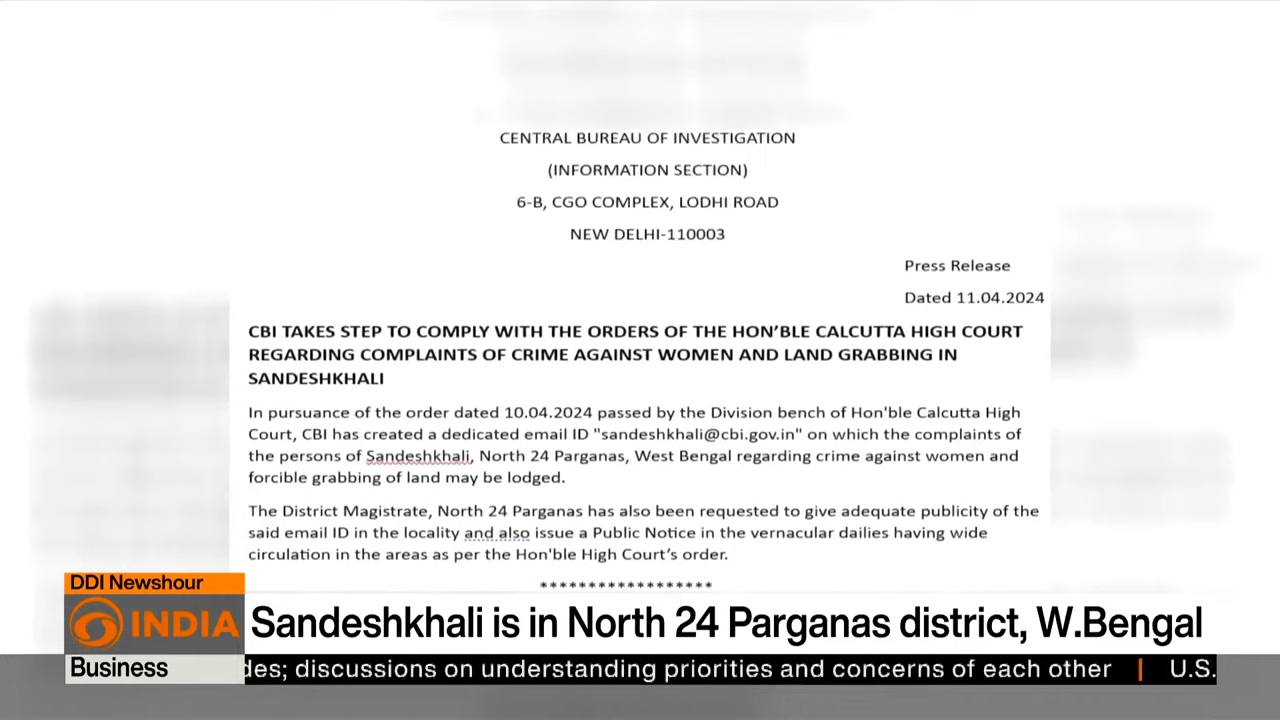 CENTRAL BUREAU OF INVESTIGATION
(INFORMATION SECTION)
6-B, CGO COMPLEX, LODHI ROAD
NEW DELHI-110003
Press Release
Dated 11.04.2024
CBI TAKES STEP TO COMPLY WITH THE ORDERS OF THE HON'BLE CALCUTTA HIGH COURT
REGARDING COMPLAINTS OF CRIME AGAINST WOMEN AND LAND GRABBING IN
SANDESHKHALI
In pursuance of the order dated 10.04.2024 passed by the Division bench of Hon'ble Calcutta High
Court, CBI has created a dedicated email ID "sandeshkhali@cbi.gov.in" on which the complaints of
the persons of Sandeshkhali, North 24 Parganas, West Bengal regarding crime against women and
forcible grabbing of land may be lodged.
The District Magistrate, North 24 Parganas has also been requested to give adequate publicity of the
said email ID in the locality and also issue a Public Notice in the vernacular dailies having wide
circulation in the areas as per the Hon'ble High Court's order.
******************
DDI Newshour
INDIA
Sandeshkhali is in North 24 Parganas district, W.Bengal
Business
des; discussions on understanding priorities and concerns of each other | U.S.